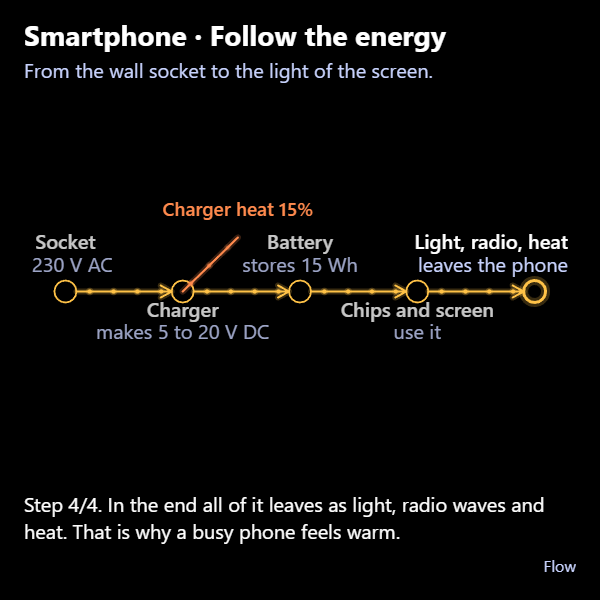 Smartphone · Follow the energy
From the wall socket to the light of the screen.
Charger heat 15%
Socket
230 V AC
Battery
stores 15 Wh
Light, radio, heat
leaves the phone
Charger
makes 5 to 20 V DC
Chips and screen
use it
Step 4/4. In the end all of it leaves as light, radio waves and
heat. That is why a busy phone feels warm.
Flow